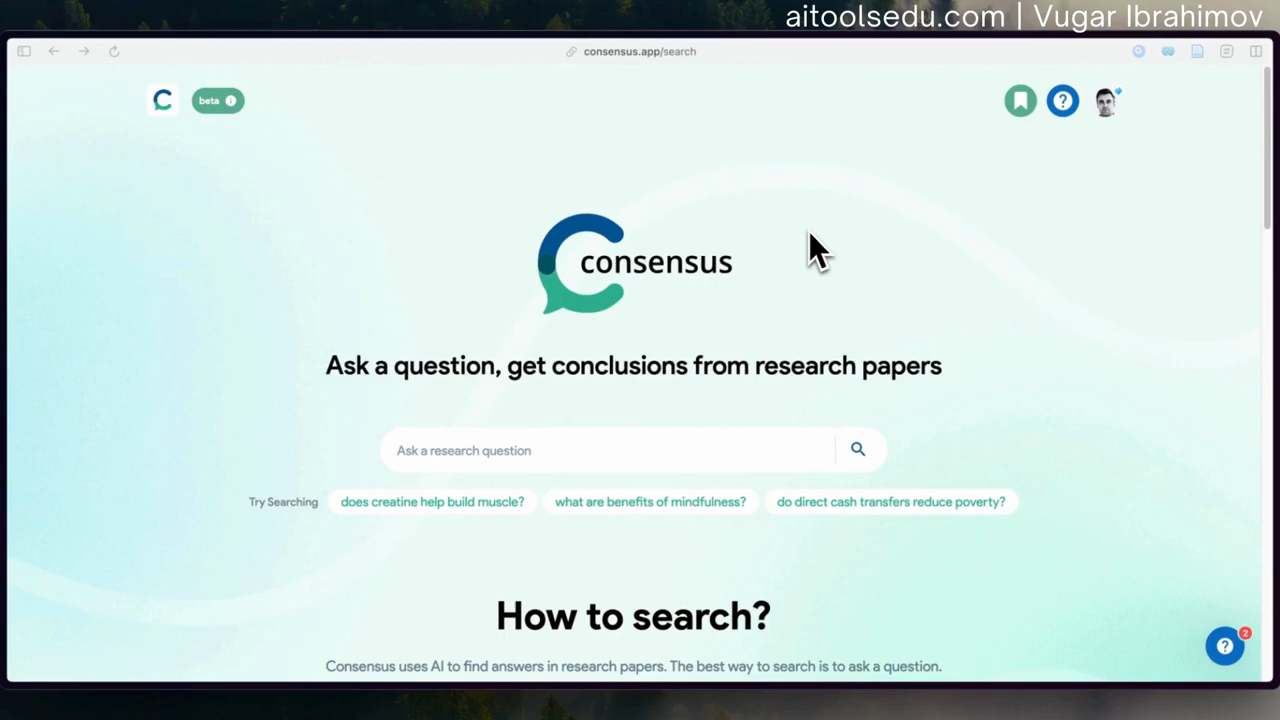 aitoolsedu.com | Vugar Ibrahimov
consensus.app/search
beta
consensus
Ask a question, get conclusions from research papers
Ask a research question
Try Searching does creatine help build muscle? what are benefits of mindfulness? do direct cash transfers reduce poverty?
How to search?
Consensus uses AI to find answers in research papers. The best way to search is to ask a question.
2